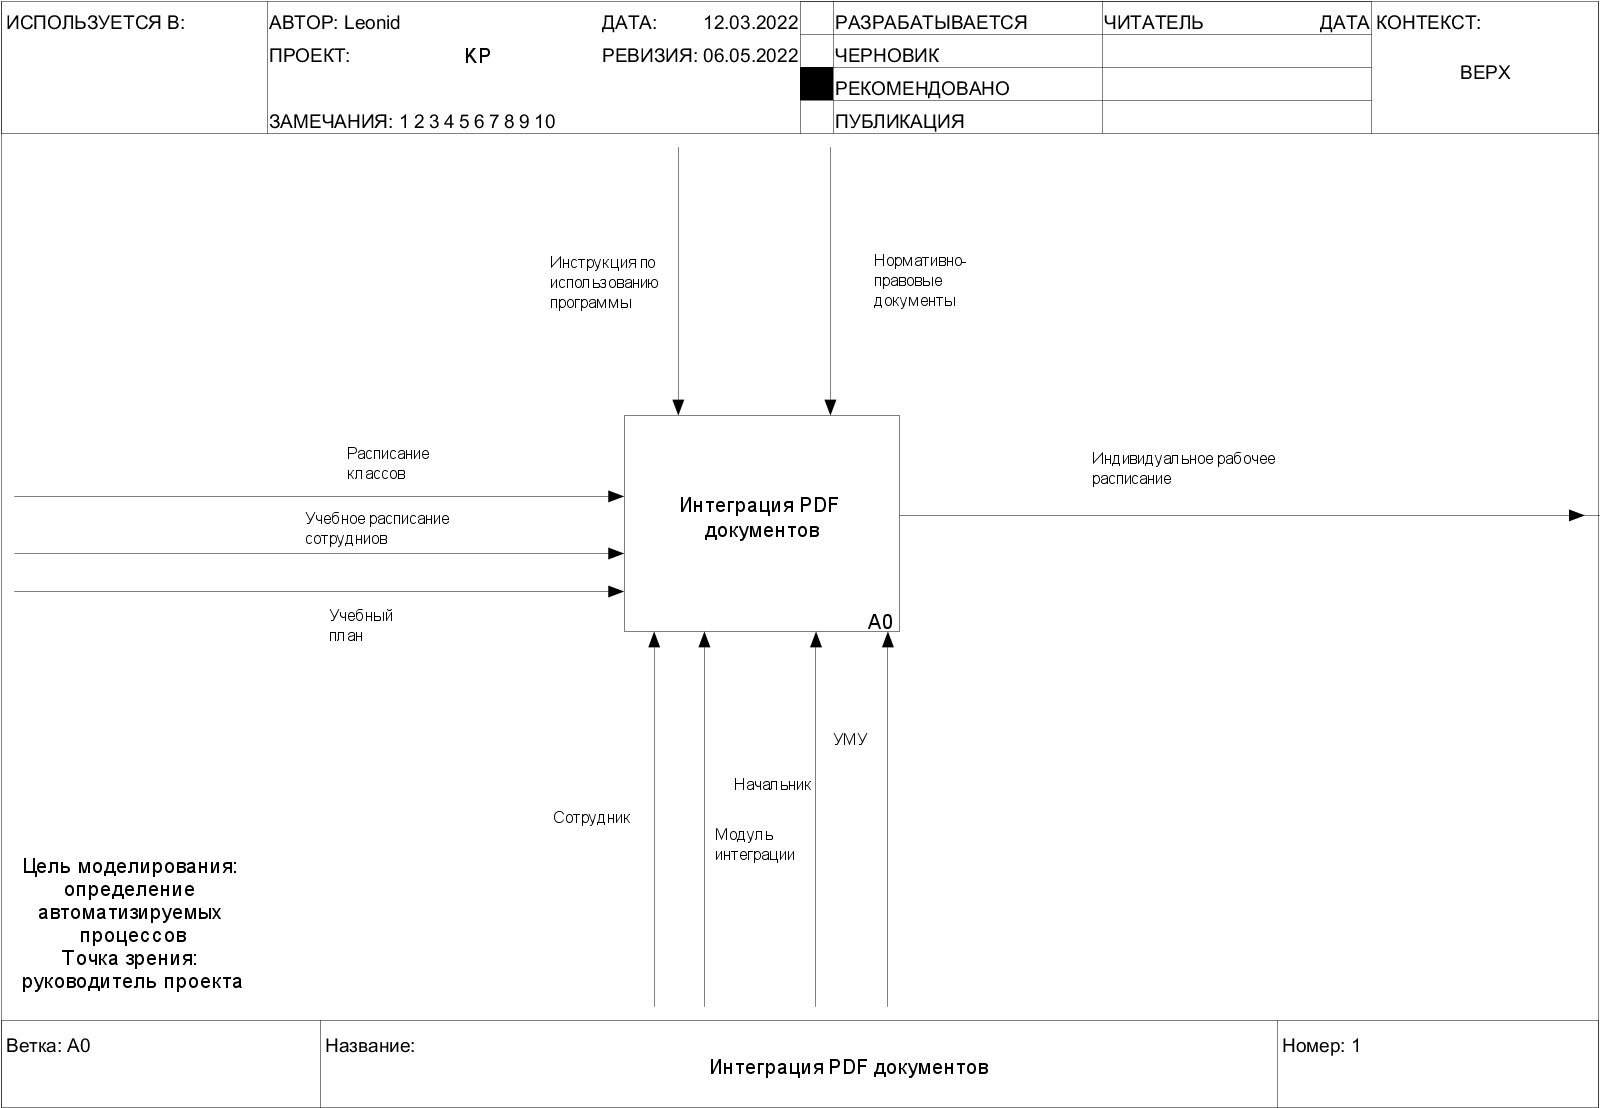 ИСПОЛЬЗУЕТСЯ В:
АВТОР: Leonid
ДАТА: 12.03.2022
ПРОЕКТ: КР
РЕВИЗИЯ: 06.05.2022
ЗАМЕЧАНИЯ: 1 2 3 4 5 6 7 8 9 10
РАЗРАБАТЫВАЕТСЯ
ЧЕРНОВИК
РЕКОМЕНДОВАНО
ПУБЛИКАЦИЯ
ЧИТАТЕЛЬ
ДАТА
КОНТЕКСТ:
ВЕРХ
Инструкция по
использованию
программы
Нормативно-
правовые
документы
Расписание
классов
Учебное расписание
сотрудниов
Учебный
план
Интеграция PDF
документов
A0
Индивидуальное рабочее
расписание
УМУ
Начальник
Сотрудник
Модуль
интеграции
Цель моделирования:
определение
автоматизируемых
процессов
Точка зрения:
руководитель проекта
Ветка: A0
Название:
Интеграция PDF документов
Номер: 1